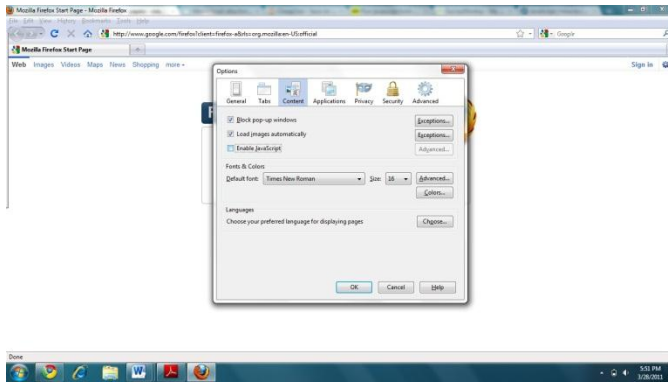 Mozilla Firefox Start Page - Mozilla Firefox
File Edit View History Bookmarks Tools Help
http://www.google.com/firefox?client=firefox-a&rls=org.mozilla:en-US:official
Google
Mozilla Firefox Start Page
Web Images Videos Maps News Shopping more
Sign in
Options
General Tabs Content Applications Privacy Security Advanced
Block pop-up windows Exceptions...
Load images automatically Exceptions...
Enable JavaScript Advanced...
Fonts & Colors
Default font: Times New Roman Size: 16 Advanced...
Colors...
Languages
Choose your preferred language for displaying pages Choose...
OK Cancel Help
Done
5:51 PM
3/28/2011